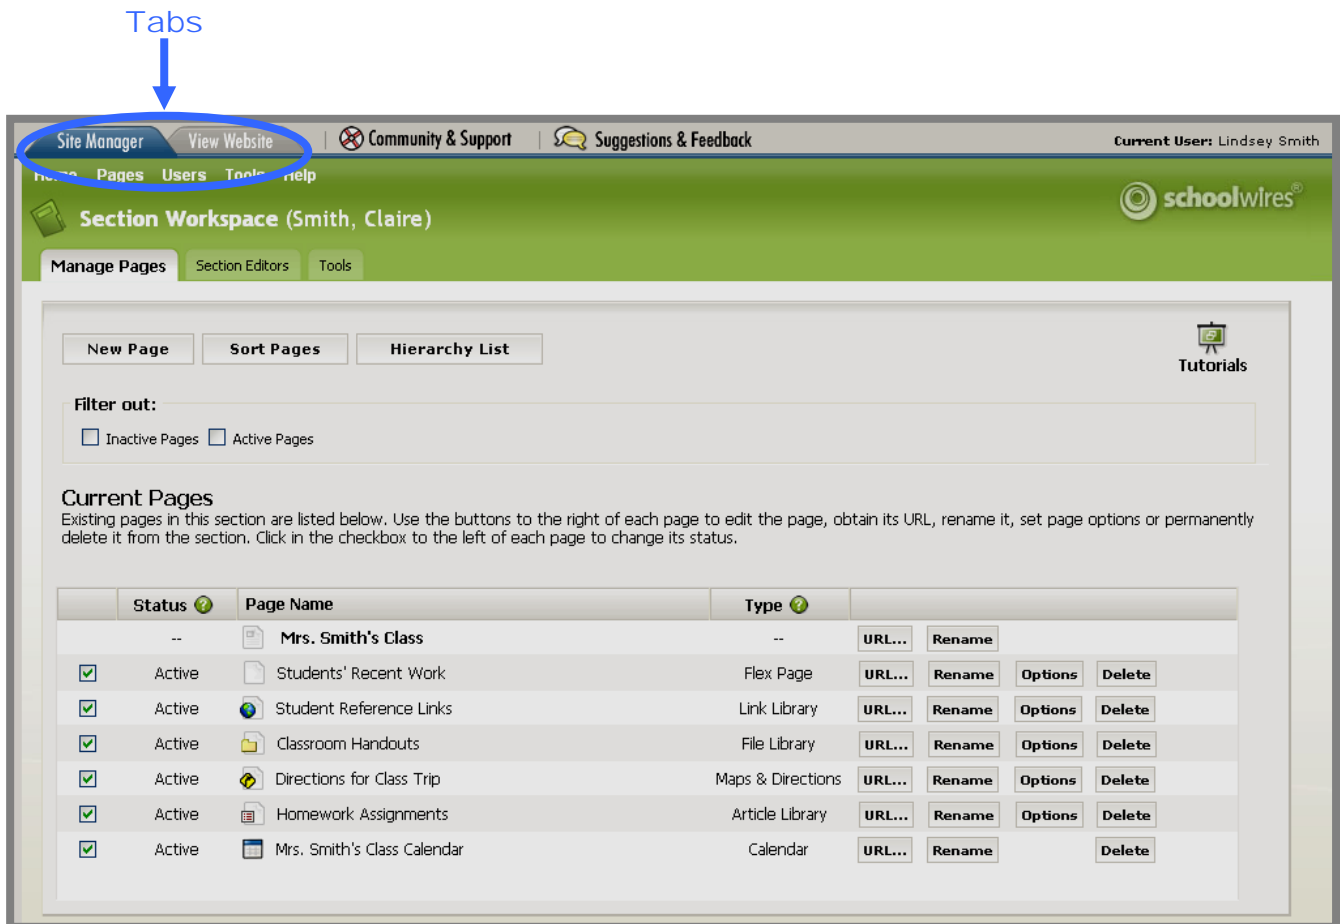 Tabs
Site Manager View Website Community & Support Suggestions & Feedback Current User: Lindsey Smith
Home Pages Users Tools Help
schoolwires®
Section Workspace (Smith, Claire)
Manage Pages Section Editors Tools
New Page Sort Pages Hierarchy List
Tutorials
Filter out:
Inactive Pages Active Pages
Current Pages
Existing pages in this section are listed below. Use the buttons to the right of each page to edit the page, obtain its URL, rename it, set page options or permanently
delete it from the section. Click in the checkbox to the left of each page to change its status.
Status ? Page Name Type ?
-- Mrs. Smith's Class -- URL... Rename
Active Students' Recent Work Flex Page URL... Rename Options Delete
Active Student Reference Links Link Library URL... Rename Options Delete
Active Classroom Handouts File Library URL... Rename Options Delete
Active Directions for Class Trip Maps & Directions URL... Rename Options Delete
Active Homework Assignments Article Library URL... Rename Options Delete
Active Mrs. Smith's Class Calendar Calendar URL... Rename Delete